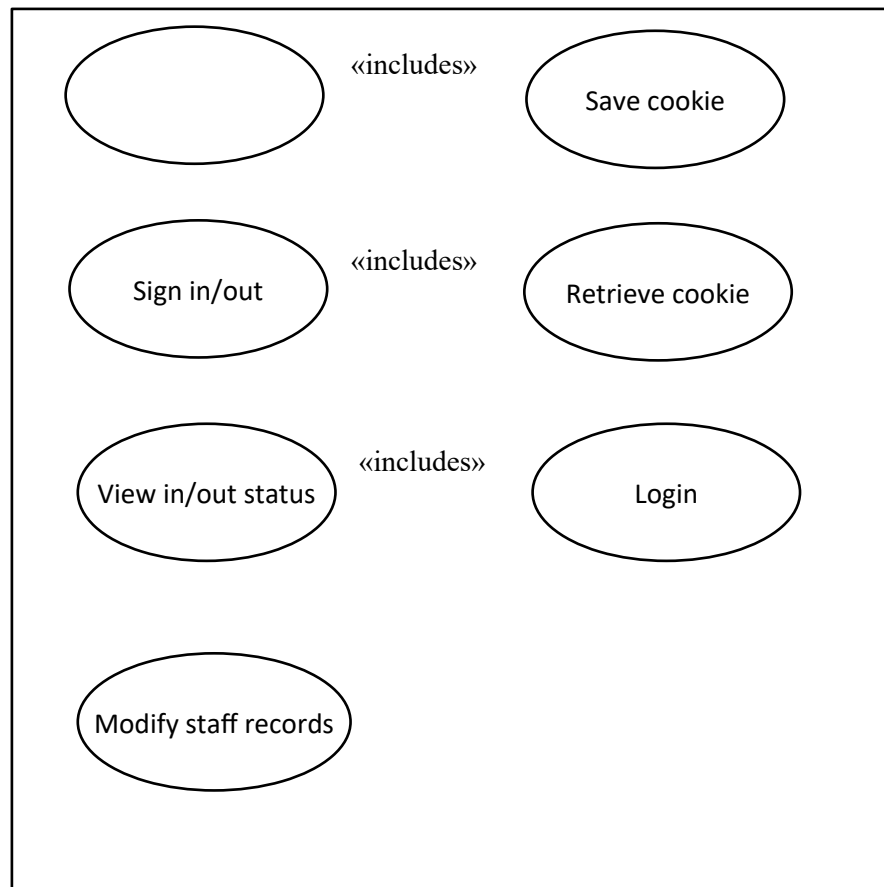 «includes»
Save cookie
Sign in/out
«includes»
Retrieve cookie
View in/out status
«includes»
Login
Modify staff records